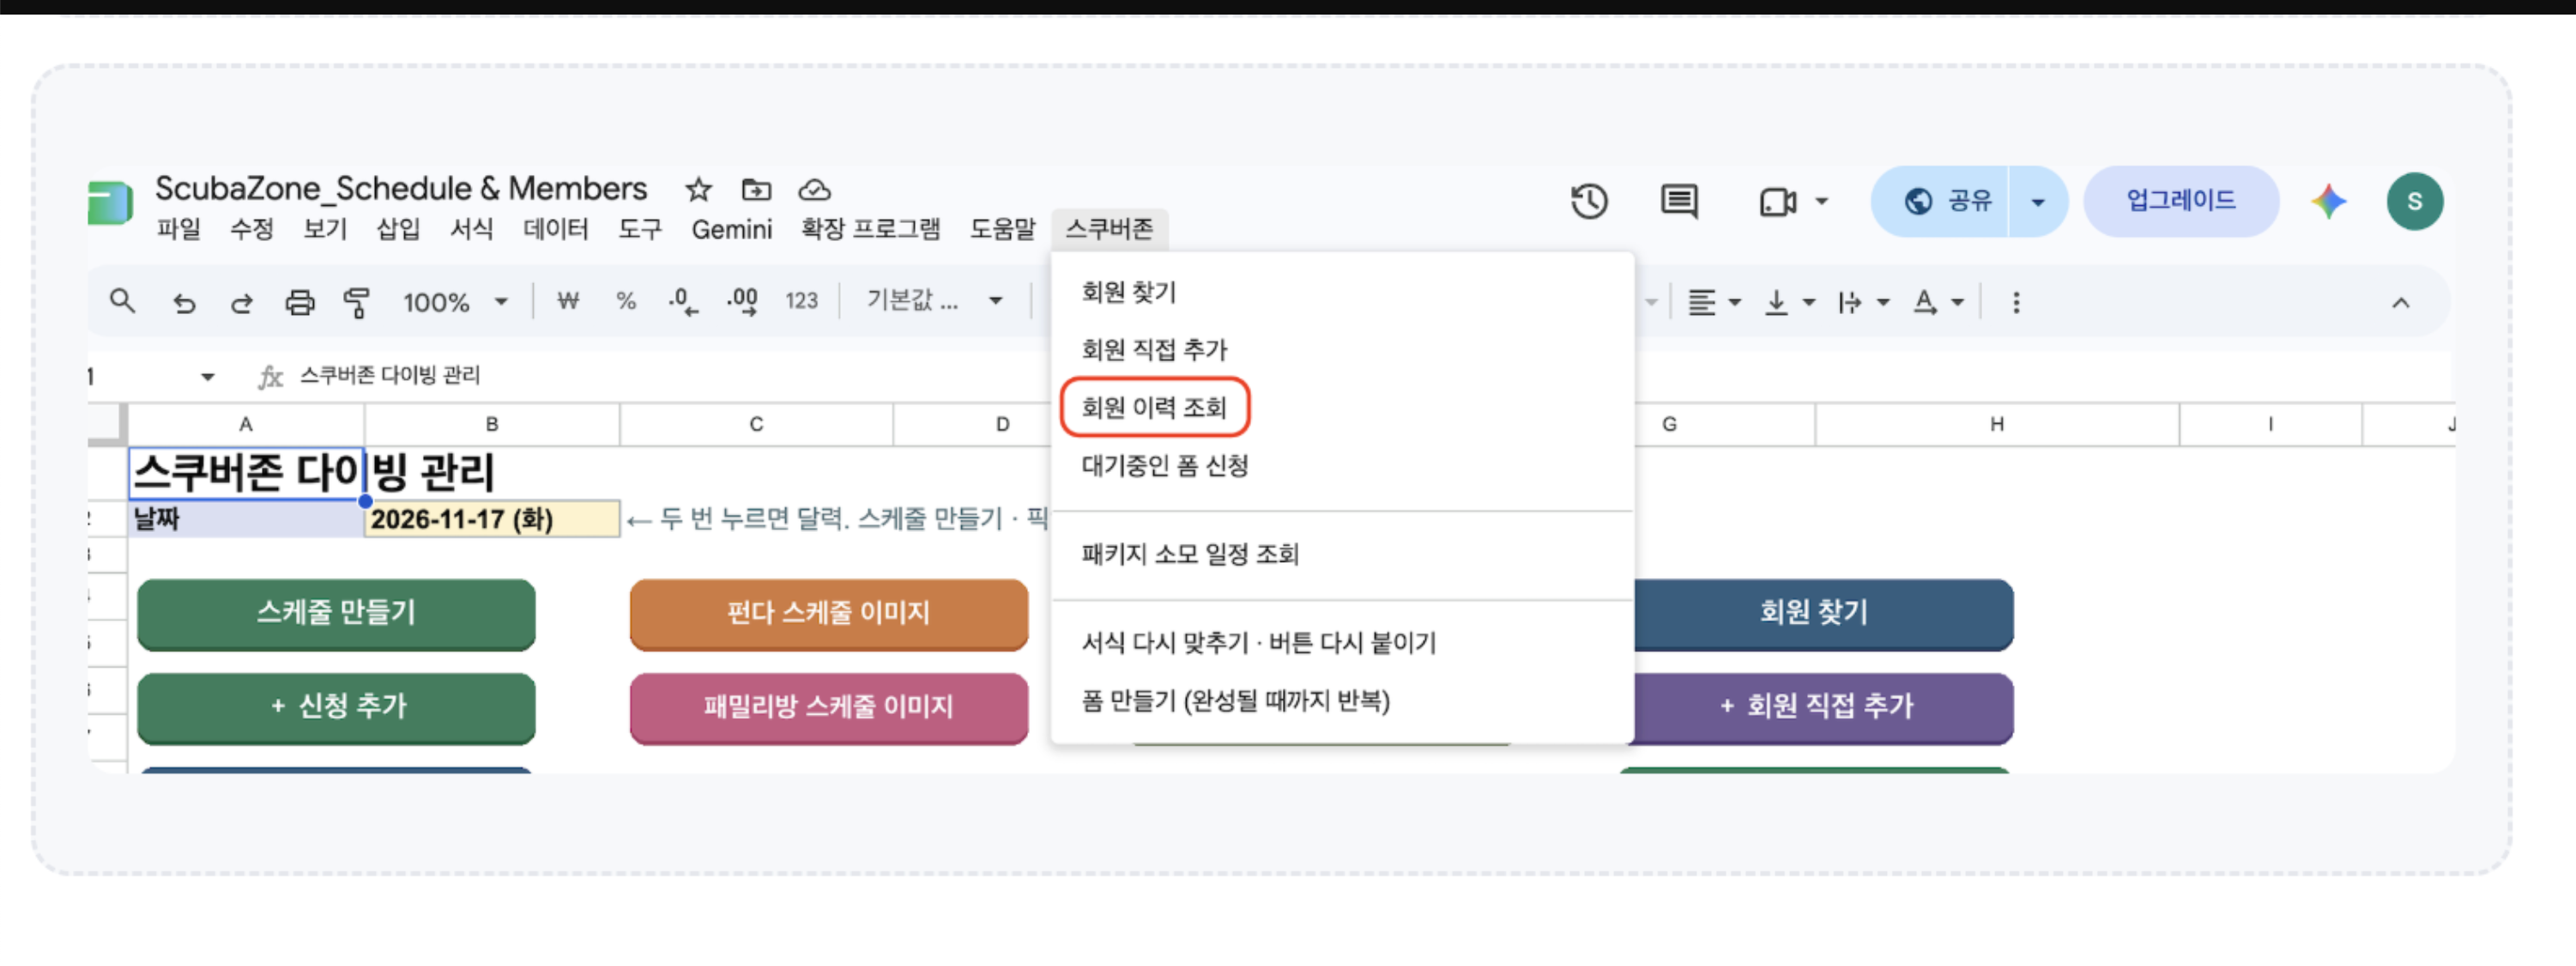 ScubaZone_Schedule & Members
파일 수정 보기 삽입 서식 데이터 도구 Gemini 확장 프로그램 도움말 스쿠버존
공유
업그레이드
S
100% ₩ % .0 .00 123 기본값 ...
fx 스쿠버존 다이빙 관리
A B C D G H I J
스쿠버존 다이빙 관리
날짜 2026-11-17 (화) ← 두 번 누르면 달력. 스케줄 만들기 · 픽
스케줄 만들기
펀다 스케줄 이미지
회원 찾기
+ 신청 추가
패밀리방 스케줄 이미지
+ 회원 직접 추가
회원 찾기
회원 직접 추가
회원 이력 조회
대기중인 폼 신청
패키지 소모 일정 조회
서식 다시 맞추기 · 버튼 다시 붙이기
폼 만들기 (완성될 때까지 반복)